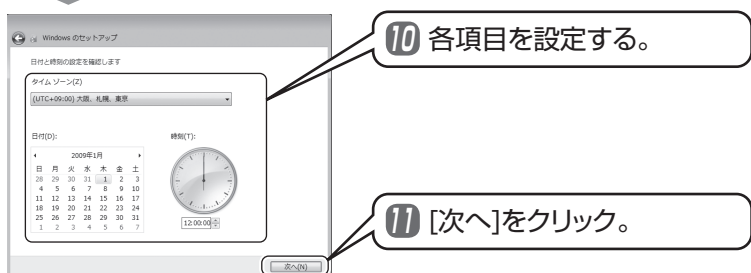 Windows のセットアップ
日付と時刻の設定を確認します
タイム ゾーン(Z)
(UTC+09:00) 大阪、札幌、東京
日付(D):
時刻(T):
2009年1月
日 月 火 水 木 金 土
28 29 30 31 1 2 3
4 5 6 7 8 9 10
11 12 13 14 15 16 17
18 19 20 21 22 23 24
25 26 27 28 29 30 31
1 2 3 4 5 6 7
12:00:00
次へ(N)
10 各項目を設定する。
11 [次へ]をクリック。